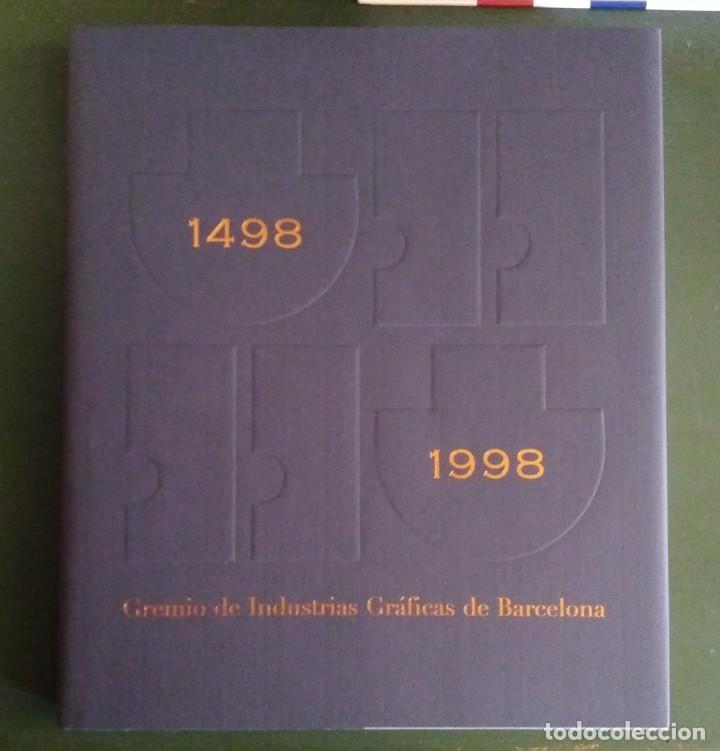 1498
1998
Gremio de Industrias Gráficas de Barcelona
todocoleccion